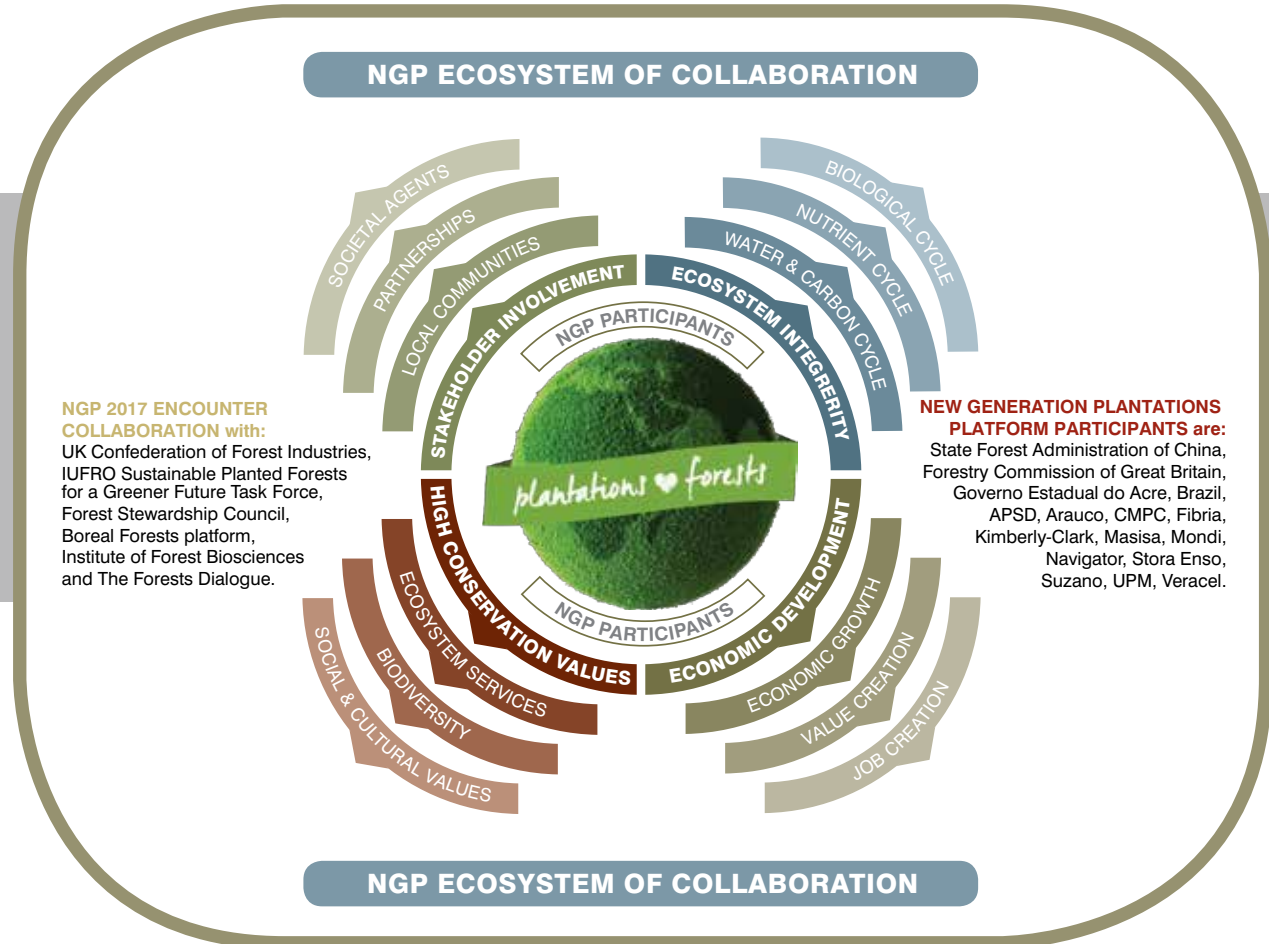 NGP ECOSYSTEM OF COLLABORATION
SOCIETAL AGENTS
PARTNERSHIPS
LOCAL COMMUNITIES
STAKEHOLDER INVOLVEMENT
BIOLOGICAL CYCLE
NUTRIENT CYCLE
WATER & CARBON CYCLE
ECOSYSTEM INTEGRERITY
NGP PARTICIPANTS
plantations ♥ forests
NGP PARTICIPANTS
NGP 2017 ENCOUNTER
COLLABORATION with:
UK Confederation of Forest Industries,
IUFRO Sustainable Planted Forests
for a Greener Future Task Force,
Forest Stewardship Council,
Boreal Forests platform,
Institute of Forest Biosciences
and The Forests Dialogue.
NEW GENERATION PLANTATIONS
PLATFORM PARTICIPANTS are:
State Forest Administration of China,
Forestry Commission of Great Britain,
Governo Estadual do Acre, Brazil,
APSD, Arauco, CMPC, Fibria,
Kimberly-Clark, Masisa, Mondi,
Navigator, Stora Enso,
Suzano, UPM, Veracel.
HIGH CONSERVATION VALUES
ECOSYSTEM SERVICES
BIODIVERSITY
SOCIAL & CULTURAL VALUES
ECONOMIC DEVELOPMENT
ECONOMIC GROWTH
VALUE CREATION
JOB CREATION
NGP ECOSYSTEM OF COLLABORATION